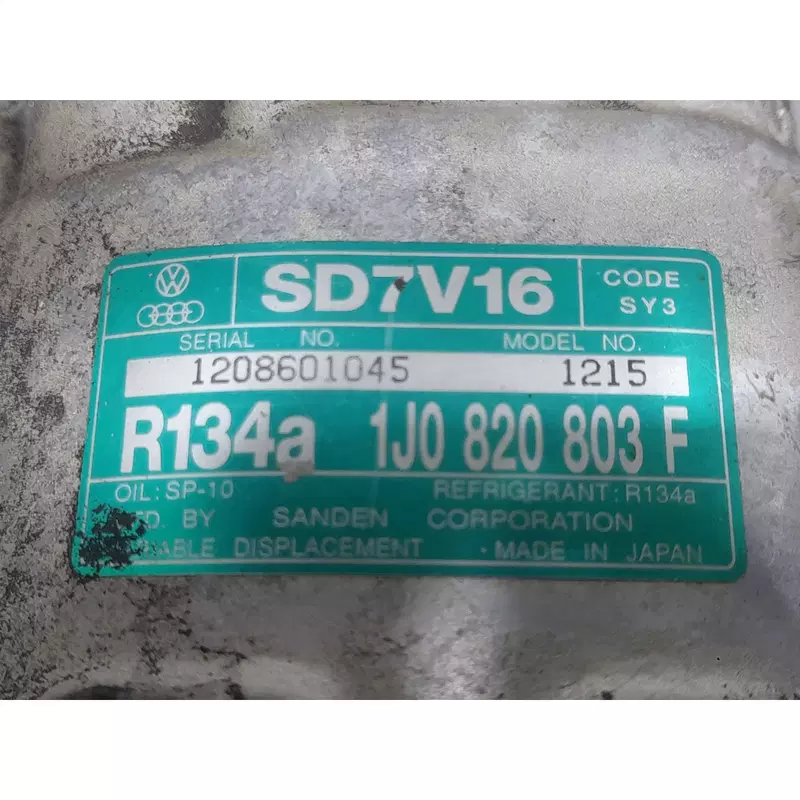 SD7V16
CODE
SY3
SERIAL NO. MODEL NO.
1208601045 1215
R134a 1J0 820 803 F
OIL: SP-10 REFRIGERANT: R134a
BY SANDEN CORPORATION
DISPLACEMENT · MADE IN JAPAN